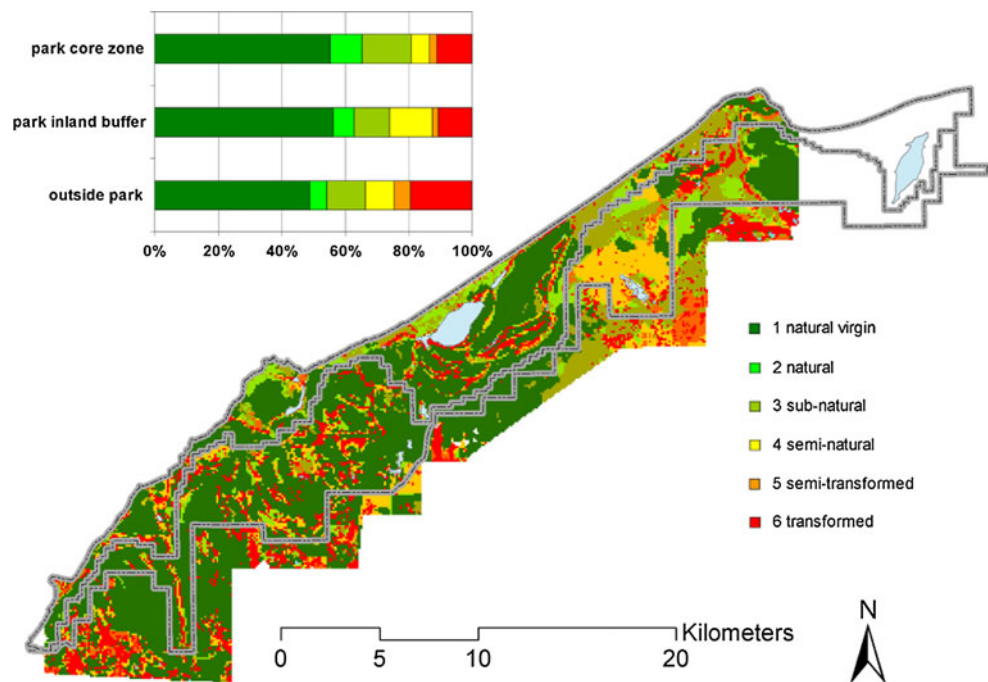 park core zone
park inland buffer
outside park
0% 20% 40% 60% 80% 100%
1 natural virgin
2 natural
3 sub-natural
4 semi-natural
5 semi-transformed
6 transformed
Kilometers
0 5 10 20
N